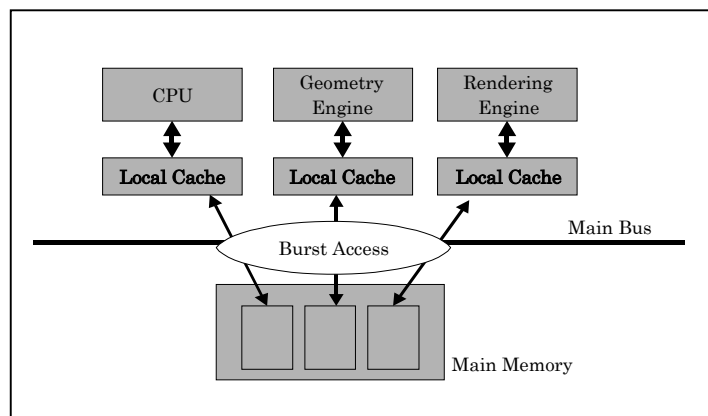 CPU
Geometry
Engine
Rendering
Engine
Local Cache
Local Cache
Local Cache
Main Bus
Burst Access
Main Memory